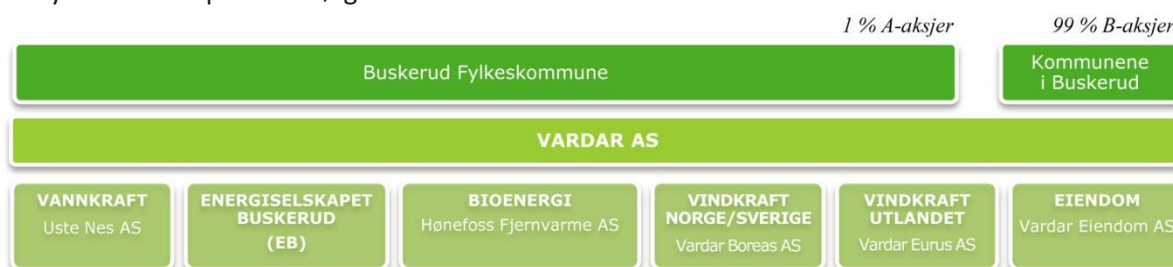 1 % A-aksjer
99 % B-aksjer
Buskerud Fylkeskommune
Kommunene
i Buskerud
VARDAR AS
VANNKRAFT
Uste Nes AS
ENERGISELSKAPET
BUSKERUD
(EB)
BIOENERGI
Hønefoss Fjernvarme AS
VINDKRAFT
NORGE/SVERIGE
Vardar Boreas AS
VINDKRAFT
UTLANDET
Vardar Eurus AS
EIENDOM
Vardar Eiendom AS